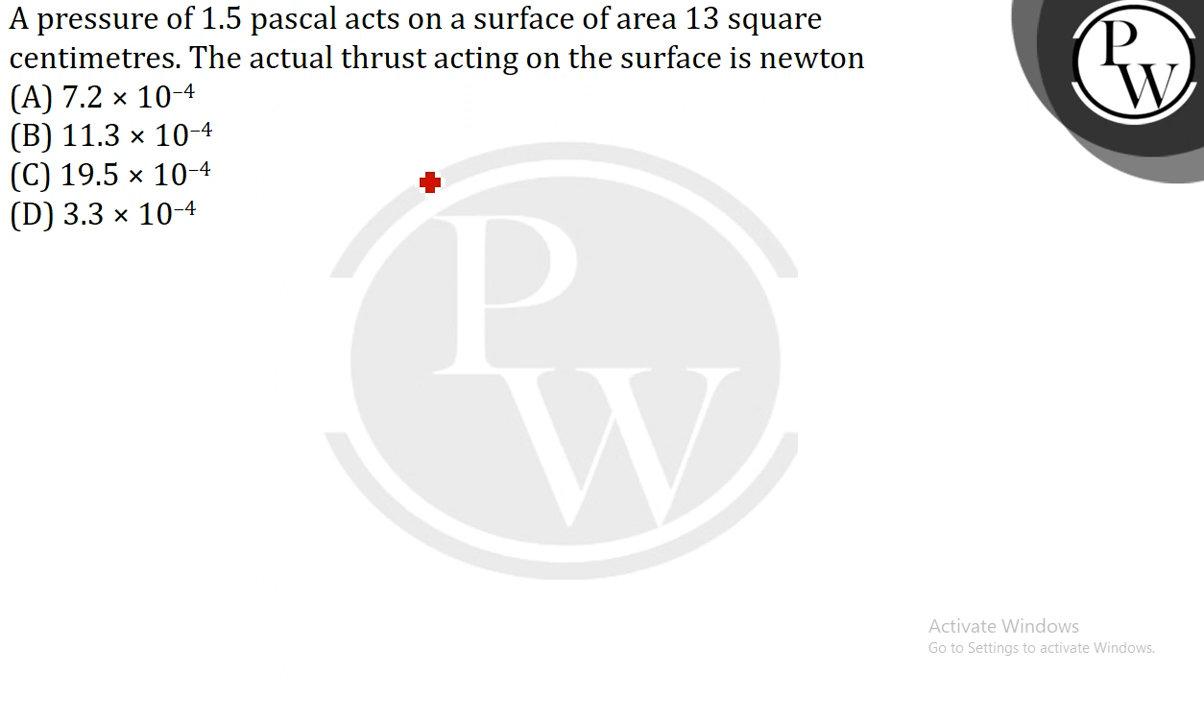 A pressure of 1.5 pascal acts on a surface of area 13 square
centimetres. The actual thrust acting on the surface is newton
(A) 7.2 × 10⁻⁴
(B) 11.3 × 10⁻⁴
(C) 19.5 × 10⁻⁴
(D) 3.3 × 10⁻⁴
PW
PW
Activate Windows
Go to Settings to activate Windows.